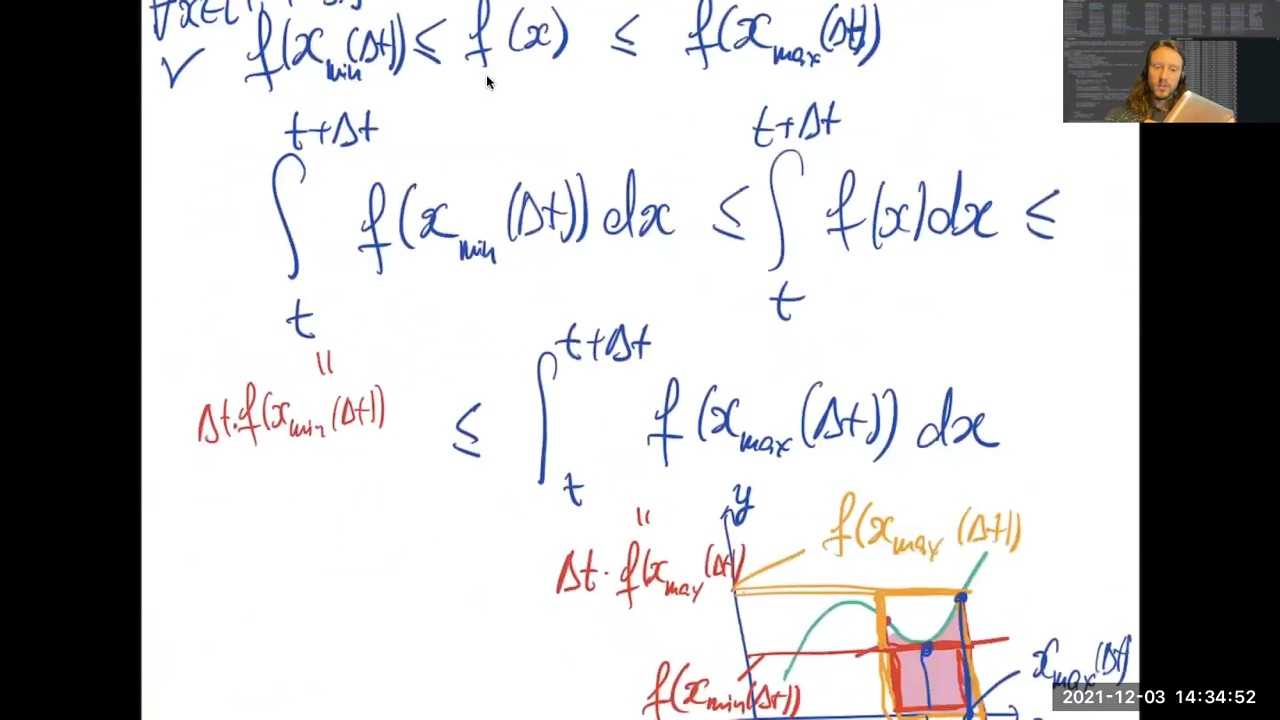 ∀x∈[
✓ f(x_min(Δt)) ≤ f(x) ≤ f(x_max(Δt))
∫_t^{t+Δt} f(x_min(Δt)) dx ≤ ∫_t^{t+Δt} f(x)dx ≤
=
Δt·f(x_min(Δt))
≤ ∫_t^{t+Δt} f(x_max(Δt)) dx
=
Δt·f(x_max(Δt))
y
f(x_max(Δt))
f(x_min(Δt))
x_max(Δt)
2021-12-03 14:34:52